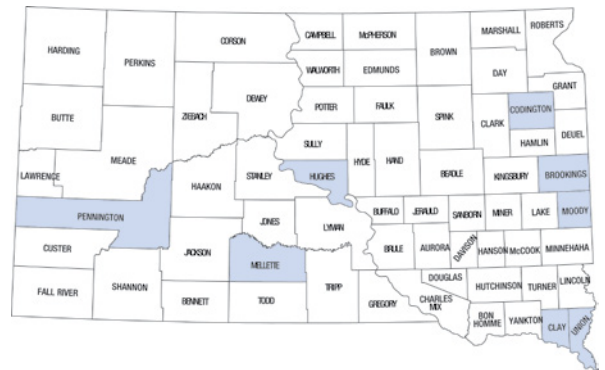 HARDING
PERKINS
CORSON
CAMPBELL
McPHERSON
BROWN
MARSHALL
ROBERTS
WALWORTH
EDMUNDS
DAY
GRANT
BUTTE
ZIEBACH
DEWEY
POTTER
FAULK
SPINK
CLARK
CODINGTON
HAMLIN
DEUEL
MEADE
SULLY
LAWRENCE
HAAKON
STANLEY
HUGHES
HYDE
HAND
BEADLE
KINGSBURY
BROOKINGS
PENNINGTON
JONES
LYMAN
BUFFALO
JERAULD
SANBORN
MINER
LAKE
MOODY
CUSTER
JACKSON
MELLETTE
BRULE
AURORA
DAVISON
HANSON
McCOOK
MINNEHAHA
FALL RIVER
SHANNON
BENNETT
TODD
TRIPP
GREGORY
CHARLES
MIX
DOUGLAS
HUTCHINSON
TURNER
LINCOLN
BON
HOMME
YANKTON
CLAY
UNION